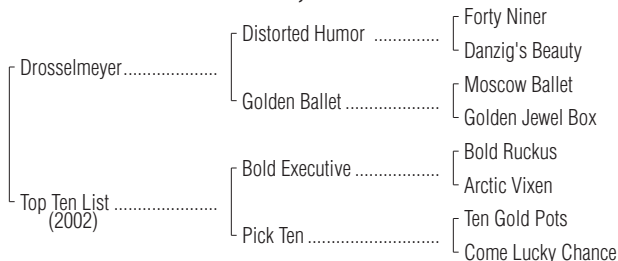 Forty Niner
Distorted Humor ..............
Danzig's Beauty
Drosselmeyer....................
Moscow Ballet
Golden Ballet ....................
Golden Jewel Box
Bold Ruckus
Bold Executive ..................
Arctic Vixen
Top Ten List ......................
(2002)
Ten Gold Pots
Pick Ten ............................
Come Lucky Chance